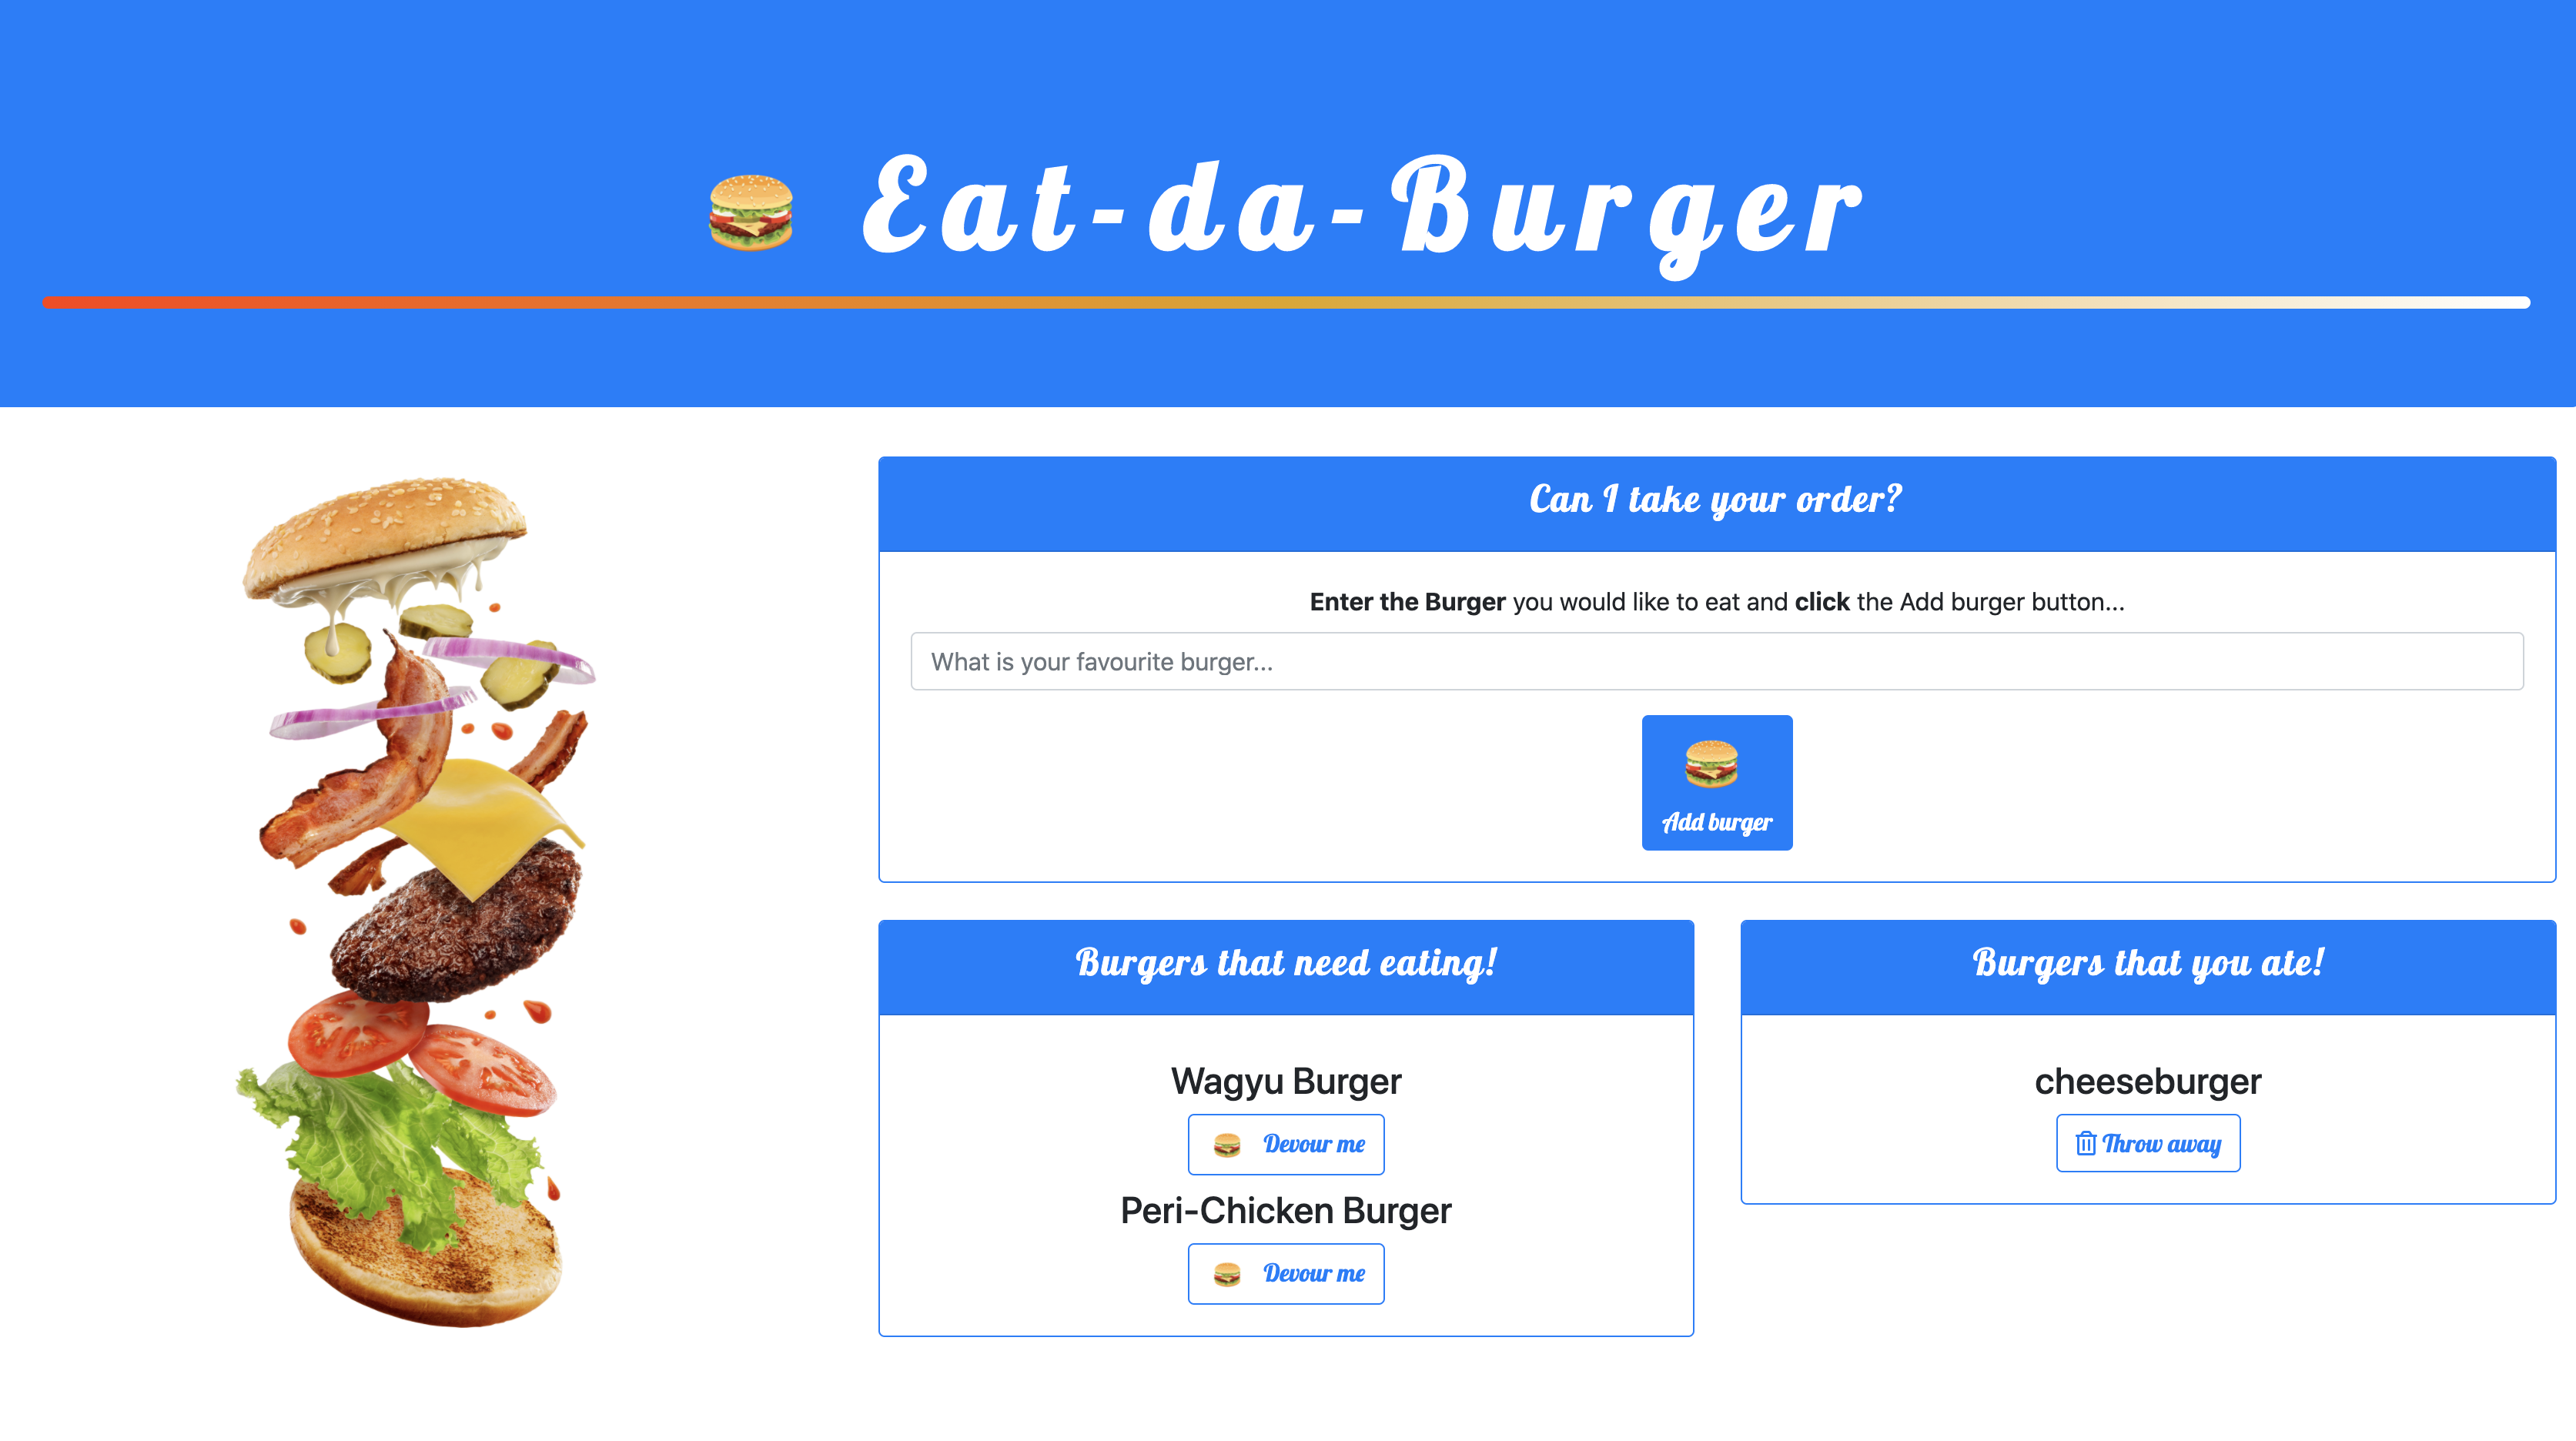 Eat-da-Burger
Can I take your order?
Enter the Burger you would like to eat and click the Add burger button...
What is your favourite burger...
Add burger
Burgers that need eating!
Wagyu Burger
Devour me
Peri-Chicken Burger
Devour me
Burgers that you ate!
cheeseburger
Throw away